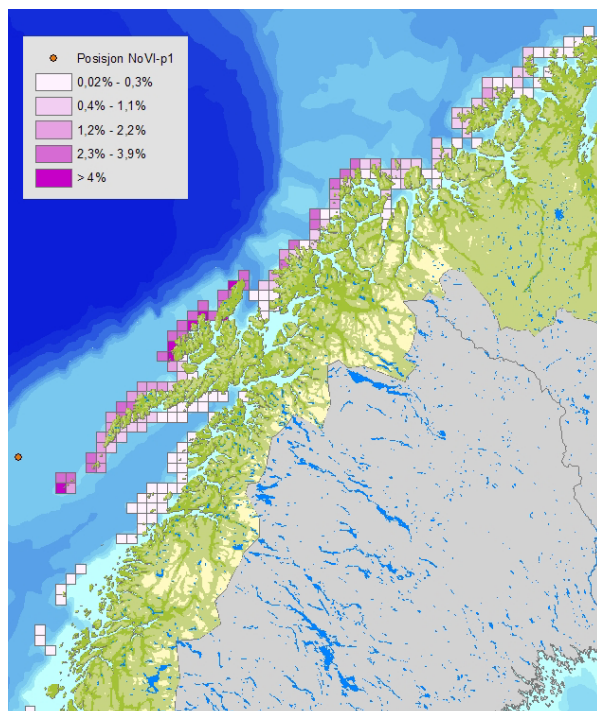 Posisjon NoVI-p1
0,02% - 0,3%
0,4% - 1,1%
1,2% - 2,2%
2,3% - 3,9%
> 4%